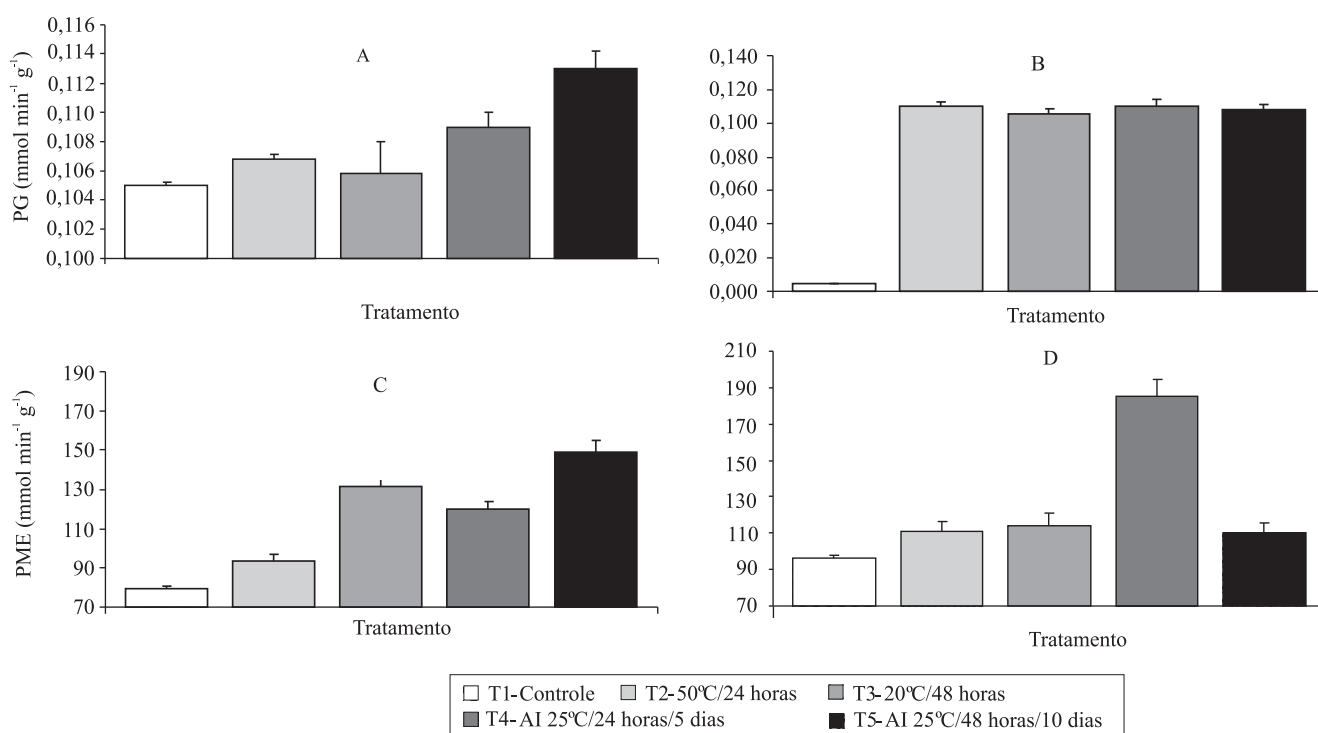 A
PG (mmol min⁻¹ g⁻¹)
0,116
0,114
0,112
0,110
0,108
0,106
0,104
0,102
0,100
Tratamento
B
0,140
0,120
0,100
0,080
0,060
0,040
0,020
0,000
Tratamento
C
PME (mmol min⁻¹ g⁻¹)
190
170
150
130
110
90
70
Tratamento
D
210
190
170
150
130
110
90
70
Tratamento
T1-Controle T2-50ºC/24 horas T3-20ºC/48 horas
T4-AI 25ºC/24 horas/5 dias T5-AI 25ºC/48 horas/10 dias